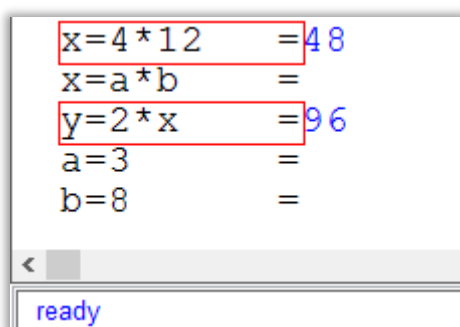 x=4*12 =48
x=a*b =
y=2*x =96
a=3 =
b=8 =
<
ready